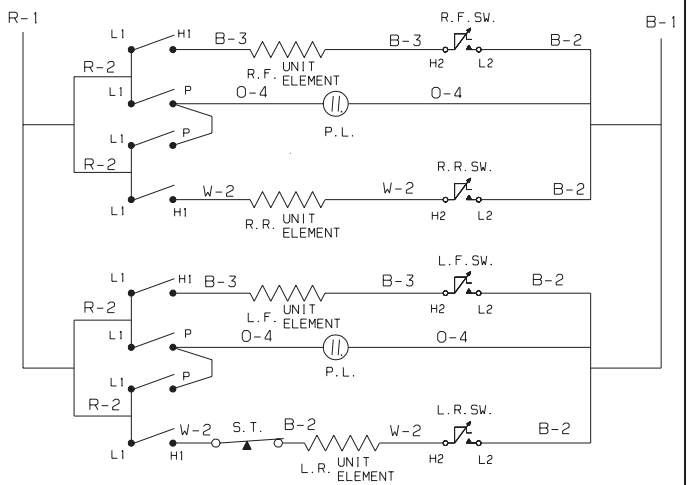 R-1
B-1
R.F.SW.
L1
H1
B-3
B-3
B-2
R-2
R.F.
UNIT
ELEMENT
H2
L2
L1
P
O-4
O-4
P.L.
L1
P
R-2
R.R.SW.
L1
H1
W-2
W-2
B-2
R.R.
UNIT
ELEMENT
H2
L2
L.F.SW.
L1
H1
B-3
B-3
B-2
R-2
L.F.
UNIT
ELEMENT
H2
L2
L1
P
O-4
O-4
P.L.
L1
P
R-2
L.R.SW.
L1
H1
W-2
S.T.
B-2
W-2
B-2
L.R.
UNIT
ELEMENT
H2
L2